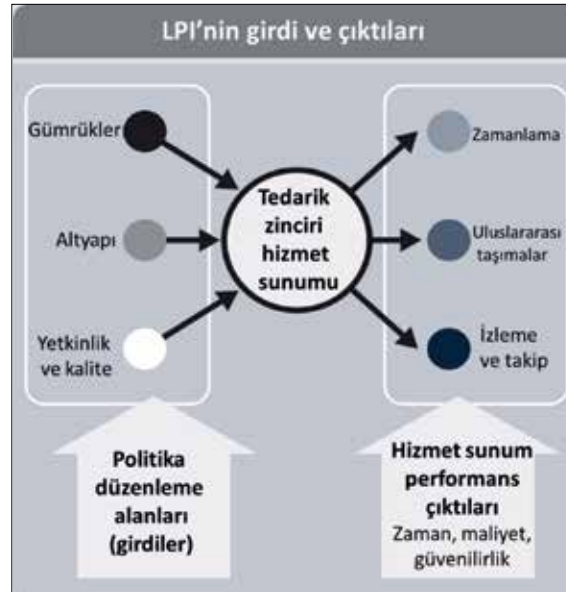 LPI’nin girdi ve çıktıları
Gümrükler
Altyapı
Yetkinlik
ve kalite
Tedarik
zinciri
hizmet
sunumu
Zamanlama
Uluslararası
taşımalar
İzleme
ve takip
Politika
düzenleme
alanları
(girdiler)
Hizmet sunum
performans
çıktıları
Zaman, maliyet,
güvenilirlik